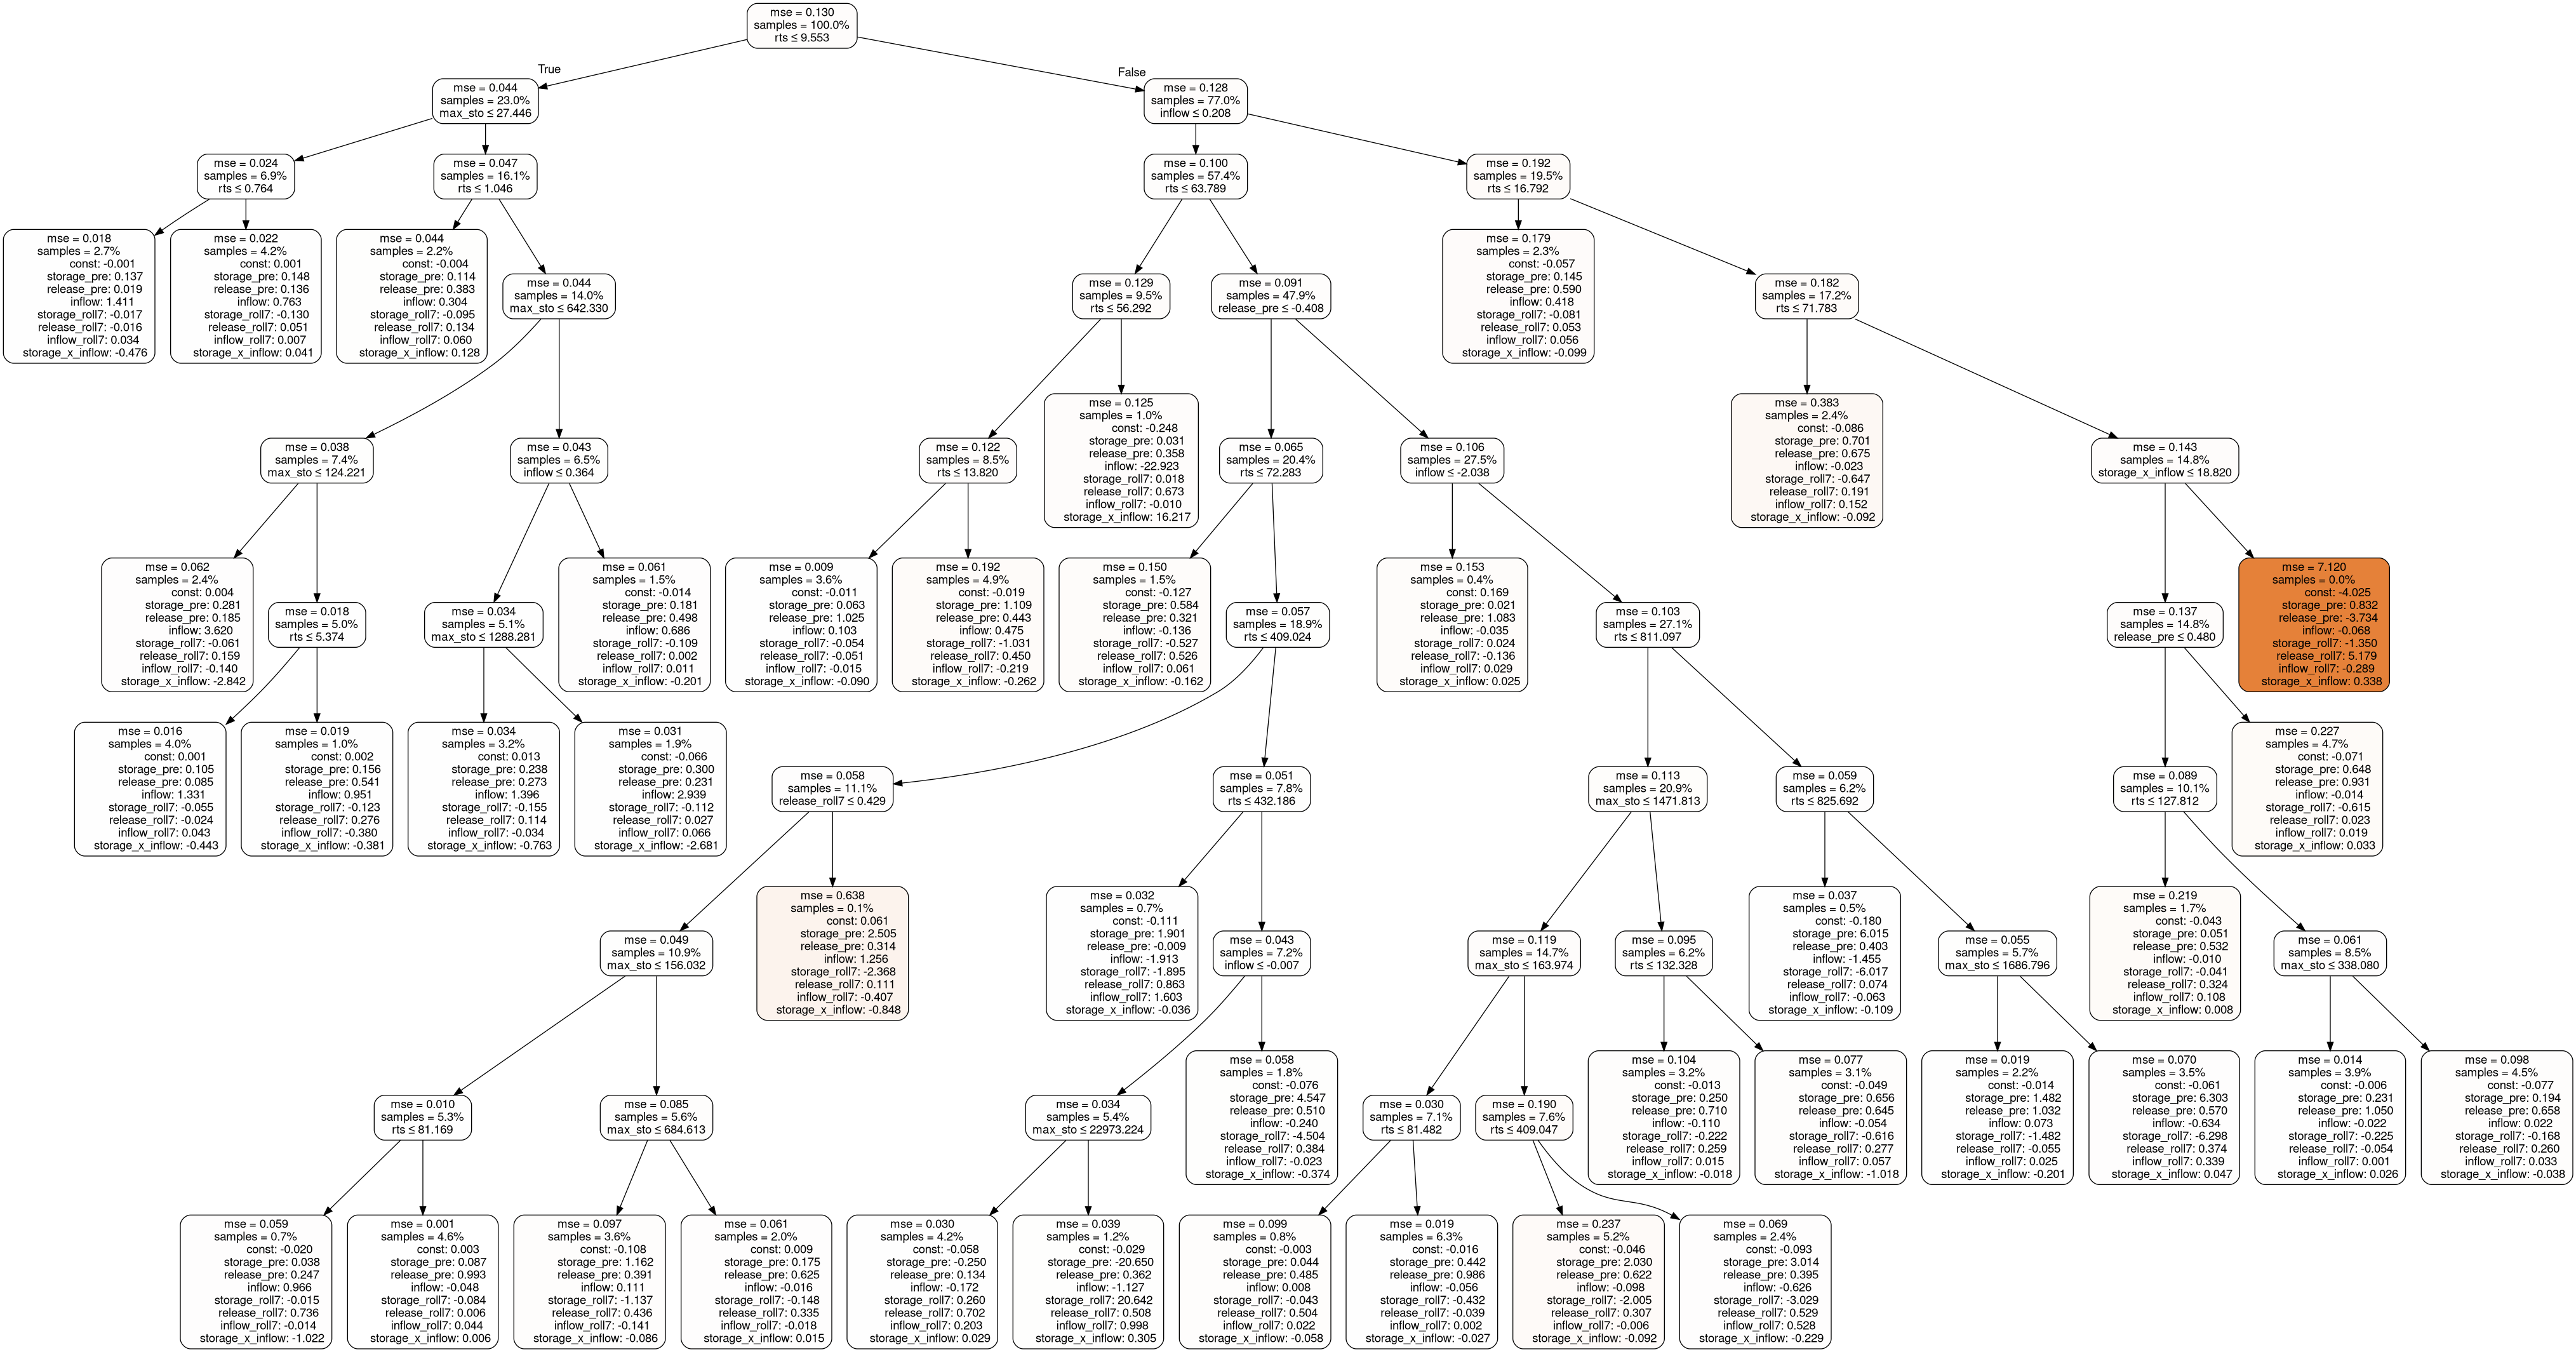 mse = 0.130
samples = 100.0%
rts ≤ 9.553
True
False
mse = 0.044
samples = 23.0%
max_sto ≤ 27.446
mse = 0.128
samples = 77.0%
inflow ≤ 0.208
mse = 0.024
samples = 6.9%
rts ≤ 0.764
mse = 0.047
samples = 16.1%
rts ≤ 1.046
mse = 0.100
samples = 57.4%
rts ≤ 63.789
mse = 0.192
samples = 19.5%
rts ≤ 16.792
mse = 0.018
samples = 2.7%
const: -0.001
storage_pre: 0.137
release_pre: 0.019
inflow: 1.411
storage_roll7: -0.017
release_roll7: -0.016
inflow_roll7: 0.034
storage_x_inflow: -0.476
mse = 0.022
samples = 4.2%
const: 0.001
storage_pre: 0.148
release_pre: 0.136
inflow: 0.763
storage_roll7: -0.130
release_roll7: 0.051
inflow_roll7: 0.007
storage_x_inflow: 0.041
mse = 0.044
samples = 2.2%
const: -0.004
storage_pre: 0.114
release_pre: 0.383
inflow: 0.304
storage_roll7: -0.095
release_roll7: 0.134
inflow_roll7: 0.060
storage_x_inflow: 0.128
mse = 0.044
samples = 14.0%
max_sto ≤ 642.330
mse = 0.129
samples = 9.5%
rts ≤ 56.292
mse = 0.091
samples = 47.9%
release_pre ≤ -0.408
mse = 0.179
samples = 2.3%
const: -0.057
storage_pre: 0.145
release_pre: 0.590
inflow: 0.418
storage_roll7: -0.081
release_roll7: 0.053
inflow_roll7: 0.056
storage_x_inflow: -0.099
mse = 0.182
samples = 17.2%
rts ≤ 71.783
mse = 0.038
samples = 7.4%
max_sto ≤ 124.221
mse = 0.043
samples = 6.5%
inflow ≤ 0.364
mse = 0.122
samples = 8.5%
rts ≤ 13.820
mse = 0.125
samples = 1.0%
const: -0.248
storage_pre: 0.031
release_pre: 0.358
inflow: -22.923
storage_roll7: 0.018
release_roll7: 0.673
inflow_roll7: -0.010
storage_x_inflow: 16.217
mse = 0.065
samples = 20.4%
rts ≤ 72.283
mse = 0.106
samples = 27.5%
inflow ≤ -2.038
mse = 0.383
samples = 2.4%
const: -0.086
storage_pre: 0.701
release_pre: 0.675
inflow: -0.023
storage_roll7: -0.647
release_roll7: 0.191
inflow_roll7: 0.152
storage_x_inflow: -0.092
mse = 0.143
samples = 14.8%
storage_x_inflow ≤ 18.820
mse = 0.062
samples = 2.4%
const: 0.004
storage_pre: 0.281
release_pre: 0.185
inflow: 3.620
storage_roll7: -0.061
release_roll7: 0.159
inflow_roll7: -0.140
storage_x_inflow: -2.842
mse = 0.018
samples = 5.0%
rts ≤ 5.374
mse = 0.034
samples = 5.1%
max_sto ≤ 1288.281
mse = 0.061
samples = 1.5%
const: -0.014
storage_pre: 0.181
release_pre: 0.498
inflow: 0.686
storage_roll7: -0.109
release_roll7: 0.002
inflow_roll7: 0.011
storage_x_inflow: -0.201
mse = 0.009
samples = 3.6%
const: -0.011
storage_pre: 0.063
release_pre: 1.025
inflow: 0.103
storage_roll7: -0.054
release_roll7: -0.051
inflow_roll7: -0.015
storage_x_inflow: -0.090
mse = 0.192
samples = 4.9%
const: -0.019
storage_pre: 1.109
release_pre: 0.443
inflow: 0.475
storage_roll7: -1.031
release_roll7: 0.450
inflow_roll7: -0.219
storage_x_inflow: -0.262
mse = 0.150
samples = 1.5%
const: -0.127
storage_pre: 0.584
release_pre: 0.321
inflow: -0.136
storage_roll7: -0.527
release_roll7: 0.526
inflow_roll7: 0.061
storage_x_inflow: -0.162
mse = 0.057
samples = 18.9%
rts ≤ 409.024
mse = 0.153
samples = 0.4%
const: 0.169
storage_pre: 0.021
release_pre: 1.083
inflow: -0.035
storage_roll7: 0.024
release_roll7: -0.136
inflow_roll7: 0.029
storage_x_inflow: 0.025
mse = 0.103
samples = 27.1%
rts ≤ 811.097
mse = 0.137
samples = 14.8%
release_pre ≤ 0.480
mse = 7.120
samples = 0.0%
const: -4.025
storage_pre: 0.832
release_pre: -3.734
inflow: -0.068
storage_roll7: -1.350
release_roll7: 5.179
inflow_roll7: -0.289
storage_x_inflow: 0.338
mse = 0.016
samples = 4.0%
const: 0.001
storage_pre: 0.105
release_pre: 0.085
inflow: 1.331
storage_roll7: -0.055
release_roll7: -0.024
inflow_roll7: 0.043
storage_x_inflow: -0.443
mse = 0.019
samples = 1.0%
const: 0.002
storage_pre: 0.156
release_pre: 0.541
inflow: 0.951
storage_roll7: -0.123
release_roll7: 0.276
inflow_roll7: -0.380
storage_x_inflow: -0.381
mse = 0.034
samples = 3.2%
const: 0.013
storage_pre: 0.238
release_pre: 0.273
inflow: 1.396
storage_roll7: -0.155
release_roll7: 0.114
inflow_roll7: -0.034
storage_x_inflow: -0.763
mse = 0.031
samples = 1.9%
const: -0.066
storage_pre: 0.300
release_pre: 0.231
inflow: 2.939
storage_roll7: -0.112
release_roll7: 0.027
inflow_roll7: 0.066
storage_x_inflow: -2.681
mse = 0.058
samples = 11.1%
release_roll7 ≤ 0.429
mse = 0.051
samples = 7.8%
rts ≤ 432.186
mse = 0.113
samples = 20.9%
max_sto ≤ 1471.813
mse = 0.059
samples = 6.2%
rts ≤ 825.692
mse = 0.089
samples = 10.1%
rts ≤ 127.812
mse = 0.227
samples = 4.7%
const: -0.071
storage_pre: 0.648
release_pre: 0.931
inflow: -0.014
storage_roll7: -0.615
release_roll7: 0.023
inflow_roll7: 0.019
storage_x_inflow: 0.033
mse = 0.049
samples = 10.9%
max_sto ≤ 156.032
mse = 0.638
samples = 0.1%
const: 0.061
storage_pre: 2.505
release_pre: 0.314
inflow: 1.256
storage_roll7: -2.368
release_roll7: 0.111
inflow_roll7: -0.407
storage_x_inflow: -0.848
mse = 0.032
samples = 0.7%
const: -0.111
storage_pre: 1.901
release_pre: -0.009
inflow: -1.913
storage_roll7: -1.895
release_roll7: 0.863
inflow_roll7: 1.603
storage_x_inflow: -0.036
mse = 0.043
samples = 7.2%
inflow ≤ -0.007
mse = 0.119
samples = 14.7%
max_sto ≤ 163.974
mse = 0.095
samples = 6.2%
rts ≤ 132.328
mse = 0.037
samples = 0.5%
const: -0.180
storage_pre: 6.015
release_pre: 0.403
inflow: -1.455
storage_roll7: -6.017
release_roll7: 0.074
inflow_roll7: -0.063
storage_x_inflow: -0.109
mse = 0.055
samples = 5.7%
max_sto ≤ 1686.796
mse = 0.219
samples = 1.7%
const: -0.043
storage_pre: 0.051
release_pre: 0.532
inflow: -0.010
storage_roll7: -0.041
release_roll7: 0.324
inflow_roll7: 0.108
storage_x_inflow: 0.008
mse = 0.061
samples = 8.5%
max_sto ≤ 338.080
mse = 0.010
samples = 5.3%
rts ≤ 81.169
mse = 0.085
samples = 5.6%
max_sto ≤ 684.613
mse = 0.034
samples = 5.4%
max_sto ≤ 22973.224
mse = 0.058
samples = 1.8%
const: -0.076
storage_pre: 4.547
release_pre: 0.510
inflow: -0.240
storage_roll7: -4.504
release_roll7: 0.384
inflow_roll7: -0.023
storage_x_inflow: -0.374
mse = 0.030
samples = 7.1%
rts ≤ 81.482
mse = 0.190
samples = 7.6%
rts ≤ 409.047
mse = 0.104
samples = 3.2%
const: -0.013
storage_pre: 0.250
release_pre: 0.710
inflow: -0.110
storage_roll7: -0.222
release_roll7: 0.259
inflow_roll7: 0.015
storage_x_inflow: -0.018
mse = 0.077
samples = 3.1%
const: -0.049
storage_pre: 0.656
release_pre: 0.645
inflow: -0.054
storage_roll7: -0.616
release_roll7: 0.277
inflow_roll7: 0.057
storage_x_inflow: -1.018
mse = 0.019
samples = 2.2%
const: -0.014
storage_pre: 1.482
release_pre: 1.032
inflow: 0.073
storage_roll7: -1.482
release_roll7: -0.055
inflow_roll7: 0.025
storage_x_inflow: -0.201
mse = 0.070
samples = 3.5%
const: -0.061
storage_pre: 6.303
release_pre: 0.570
inflow: -0.634
storage_roll7: -6.298
release_roll7: 0.374
inflow_roll7: 0.339
storage_x_inflow: 0.047
mse = 0.014
samples = 3.9%
const: -0.006
storage_pre: 0.231
release_pre: 1.050
inflow: -0.022
storage_roll7: -0.225
release_roll7: -0.054
inflow_roll7: 0.001
storage_x_inflow: 0.026
mse = 0.098
samples = 4.5%
const: -0.077
storage_pre: 0.194
release_pre: 0.658
inflow: 0.022
storage_roll7: -0.168
release_roll7: 0.260
inflow_roll7: 0.033
storage_x_inflow: -0.038
mse = 0.059
samples = 0.7%
const: -0.020
storage_pre: 0.038
release_pre: 0.247
inflow: 0.966
storage_roll7: -0.015
release_roll7: 0.736
inflow_roll7: -0.014
storage_x_inflow: -1.022
mse = 0.001
samples = 4.6%
const: 0.003
storage_pre: 0.087
release_pre: 0.993
inflow: -0.048
storage_roll7: -0.084
release_roll7: 0.006
inflow_roll7: 0.044
storage_x_inflow: 0.006
mse = 0.097
samples = 3.6%
const: -0.108
storage_pre: 1.162
release_pre: 0.391
inflow: 0.111
storage_roll7: -1.137
release_roll7: 0.436
inflow_roll7: -0.141
storage_x_inflow: -0.086
mse = 0.061
samples = 2.0%
const: 0.009
storage_pre: 0.175
release_pre: 0.625
inflow: -0.016
storage_roll7: -0.148
release_roll7: 0.335
inflow_roll7: -0.018
storage_x_inflow: 0.015
mse = 0.030
samples = 4.2%
const: -0.058
storage_pre: -0.250
release_pre: 0.134
inflow: -0.172
storage_roll7: 0.260
release_roll7: 0.702
inflow_roll7: 0.203
storage_x_inflow: 0.029
mse = 0.039
samples = 1.2%
const: -0.029
storage_pre: -20.650
release_pre: 0.362
inflow: -1.127
storage_roll7: 20.642
release_roll7: 0.508
inflow_roll7: 0.998
storage_x_inflow: 0.305
mse = 0.099
samples = 0.8%
const: -0.003
storage_pre: 0.044
release_pre: 0.485
inflow: 0.008
storage_roll7: -0.043
release_roll7: 0.504
inflow_roll7: 0.022
storage_x_inflow: -0.058
mse = 0.019
samples = 6.3%
const: -0.016
storage_pre: 0.442
release_pre: 0.986
inflow: -0.056
storage_roll7: -0.432
release_roll7: -0.039
inflow_roll7: 0.002
storage_x_inflow: -0.027
mse = 0.237
samples = 5.2%
const: -0.046
storage_pre: 2.030
release_pre: 0.622
inflow: -0.098
storage_roll7: -2.005
release_roll7: 0.307
inflow_roll7: -0.006
storage_x_inflow: -0.092
mse = 0.069
samples = 2.4%
const: -0.093
storage_pre: 3.014
release_pre: 0.395
inflow: -0.626
storage_roll7: -3.029
release_roll7: 0.529
inflow_roll7: 0.528
storage_x_inflow: -0.229